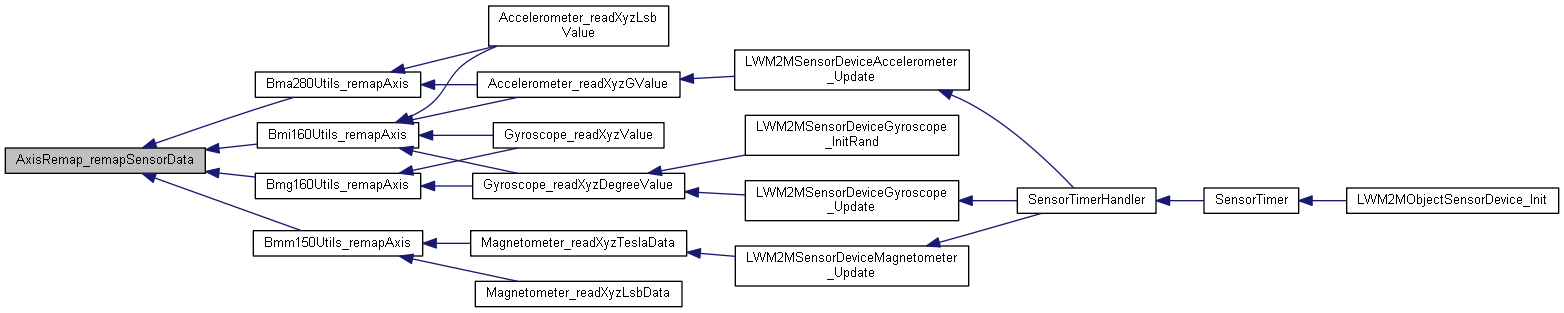 AxisRemap_remapSensorData
Bma280Utils_remapAxis
Bmi160Utils_remapAxis
Bmg160Utils_remapAxis
Bmm150Utils_remapAxis
Accelerometer_readXyzLsb
Value
Accelerometer_readXyzGValue
Gyroscope_readXyzValue
Gyroscope_readXyzDegreeValue
Magnetometer_readXyzTeslaData
Magnetometer_readXyzLsbData
LWM2MSensorDeviceAccelerometer
_Update
LWM2MSensorDeviceGyroscope
_InitRand
LWM2MSensorDeviceGyroscope
_Update
LWM2MSensorDeviceMagnetometer
_Update
SensorTimerHandler
SensorTimer
LWM2MObjectSensorDevice_Init